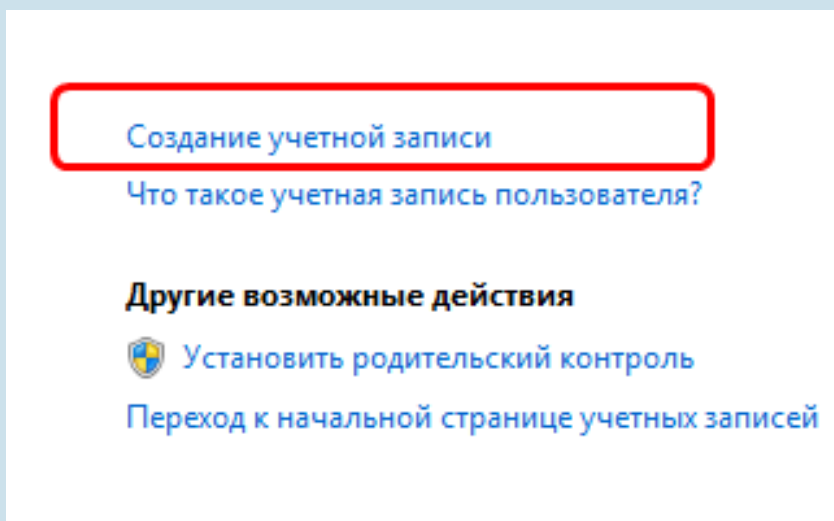 Создание учетной записи
Что такое учетная запись пользователя?
Другие возможные действия
Установить родительский контроль
Переход к начальной странице учетных записей